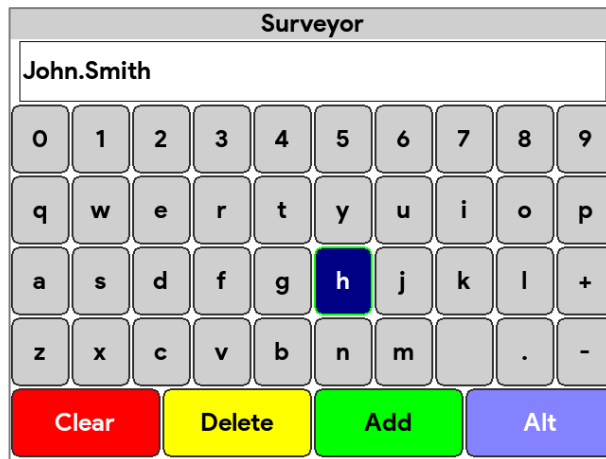 Surveyor
John.Smith
0 1 2 3 4 5 6 7 8 9
q w e r t y u i o p
a s d f g h j k l +
z x c v b n m . -
Clear Delete Add Alt